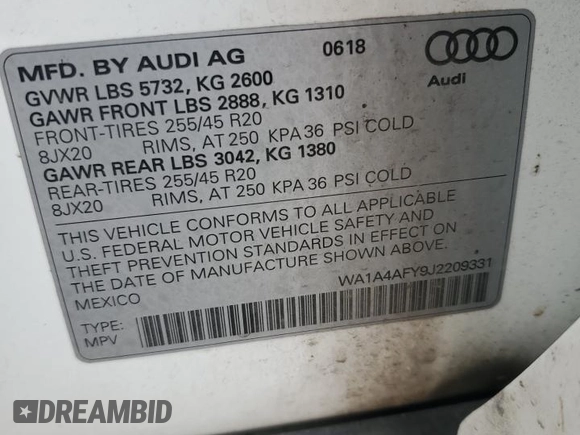 MFD. BY AUDI AG 0618
GVWR LBS 5732, KG 2600
GAWR FRONT LBS 2888, KG 1310
FRONT-TIRES 255/45 R20
8JX20 RIMS, AT 250 KPA 36 PSI COLD
GAWR REAR LBS 3042, KG 1380
REAR-TIRES 255/45 R20
8JX20 RIMS, AT 250 KPA 36 PSI COLD
Audi
THIS VEHICLE CONFORMS TO ALL APPLICABLE
U.S. FEDERAL MOTOR VEHICLE SAFETY AND
THEFT PREVENTION STANDARDS IN EFFECT ON
DATE OF MANUFACTURE SHOWN ABOVE.
MEXICO WA1A4AFY9J2209331
TYPE:
MPV
DREAMBID